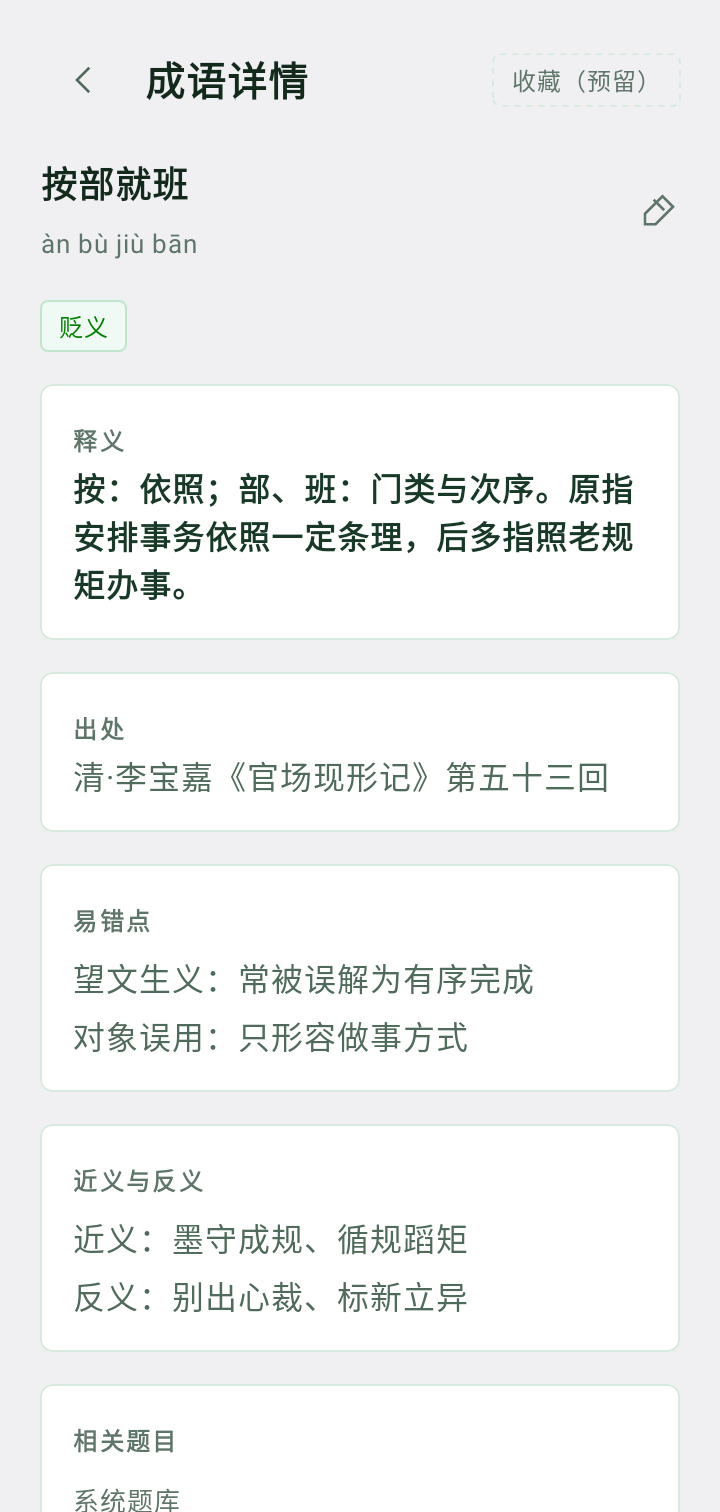 成语详情
收藏（预留）
按部就班
àn bù jiù bān
贬义
释义
按：依照；部、班：门类与次序。原指
安排事务依照一定条理，后多指照老规
矩办事。
出处
清·李宝嘉《官场现形记》第五十三回
易错点
望文生义：常被误解为有序完成
对象误用：只形容做事方式
近义与反义
近义：墨守成规、循规蹈矩
反义：别出心裁、标新立异
相关题目
系统题库